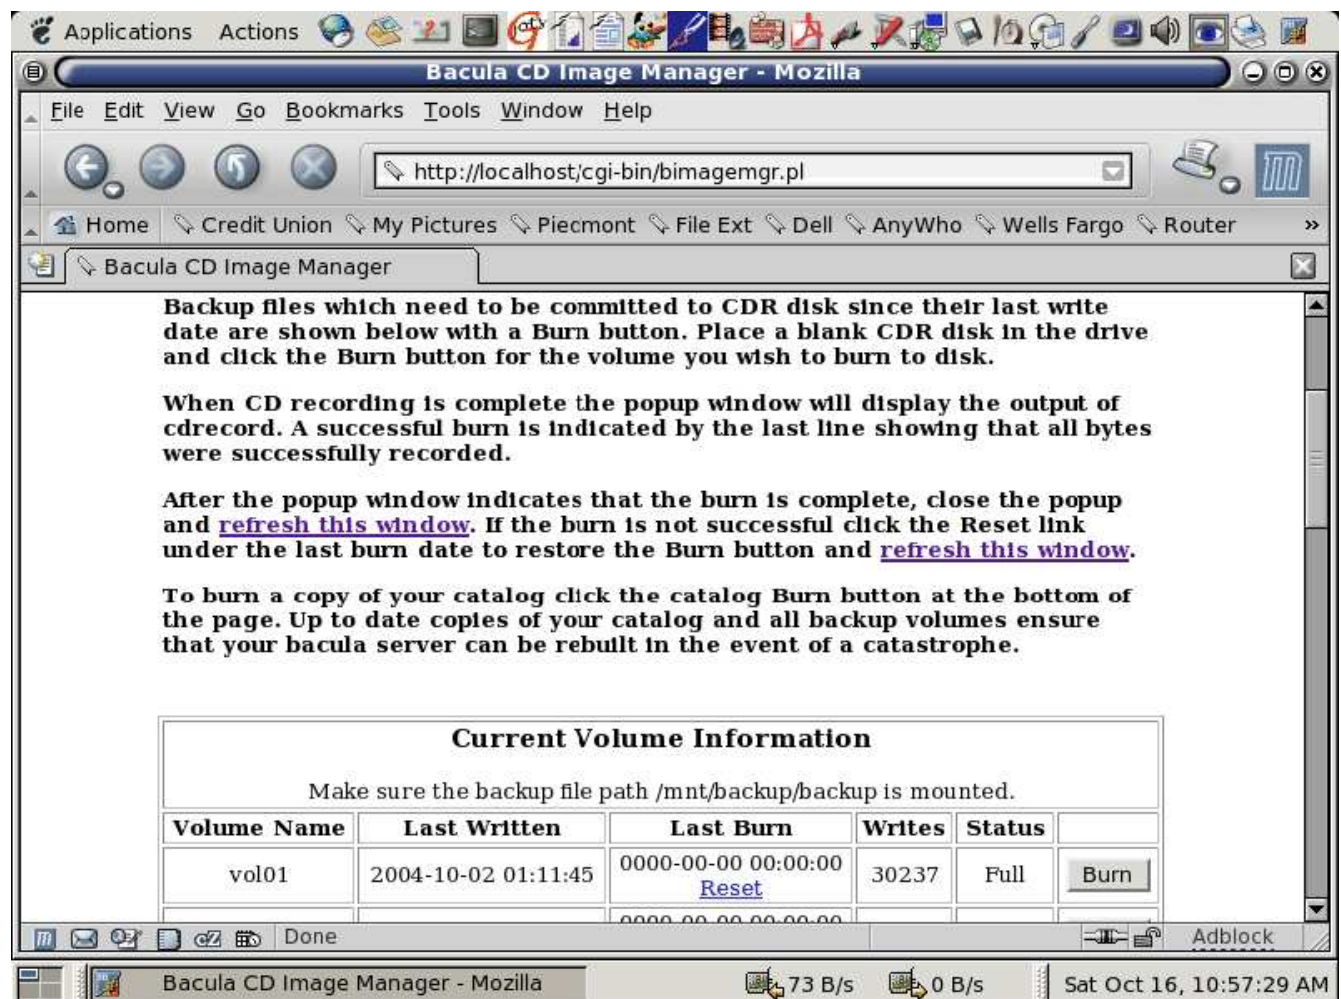 Applications Actions
Bacula CD Image Manager - Mozilla
File Edit View Go Bookmarks Tools Window Help
http://localhost/cgi-bin/bimagemgr.pl
Home Credit Union My Pictures Piecmont File Ext Dell AnyWho Wells Fargo Router »
Bacula CD Image Manager
Backup files which need to be committed to CDR disk since their last write
date are shown below with a Burn button. Place a blank CDR disk in the drive
and click the Burn button for the volume you wish to burn to disk.
When CD recording is complete the popup window will display the output of
cdrecord. A successful burn is indicated by the last line showing that all bytes
were successfully recorded.
After the popup window indicates that the burn is complete, close the popup
and refresh this window. If the burn is not successful click the Reset link
under the last burn date to restore the Burn button and refresh this window.
To burn a copy of your catalog click the catalog Burn button at the bottom of
the page. Up to date copies of your catalog and all backup volumes ensure
that your bacula server can be rebuilt in the event of a catastrophe.
Current Volume Information
Make sure the backup file path /mnt/backup/backup is mounted.
Volume Name Last Written Last Burn Writes Status
vol01 2004-10-02 01:11:45 0000-00-00 00:00:00 Reset 30237 Full Burn
0000-00-00 00:00:00
Done Adblock
Bacula CD Image Manager - Mozilla 73 B/s 0 B/s Sat Oct 16, 10:57:29 AM